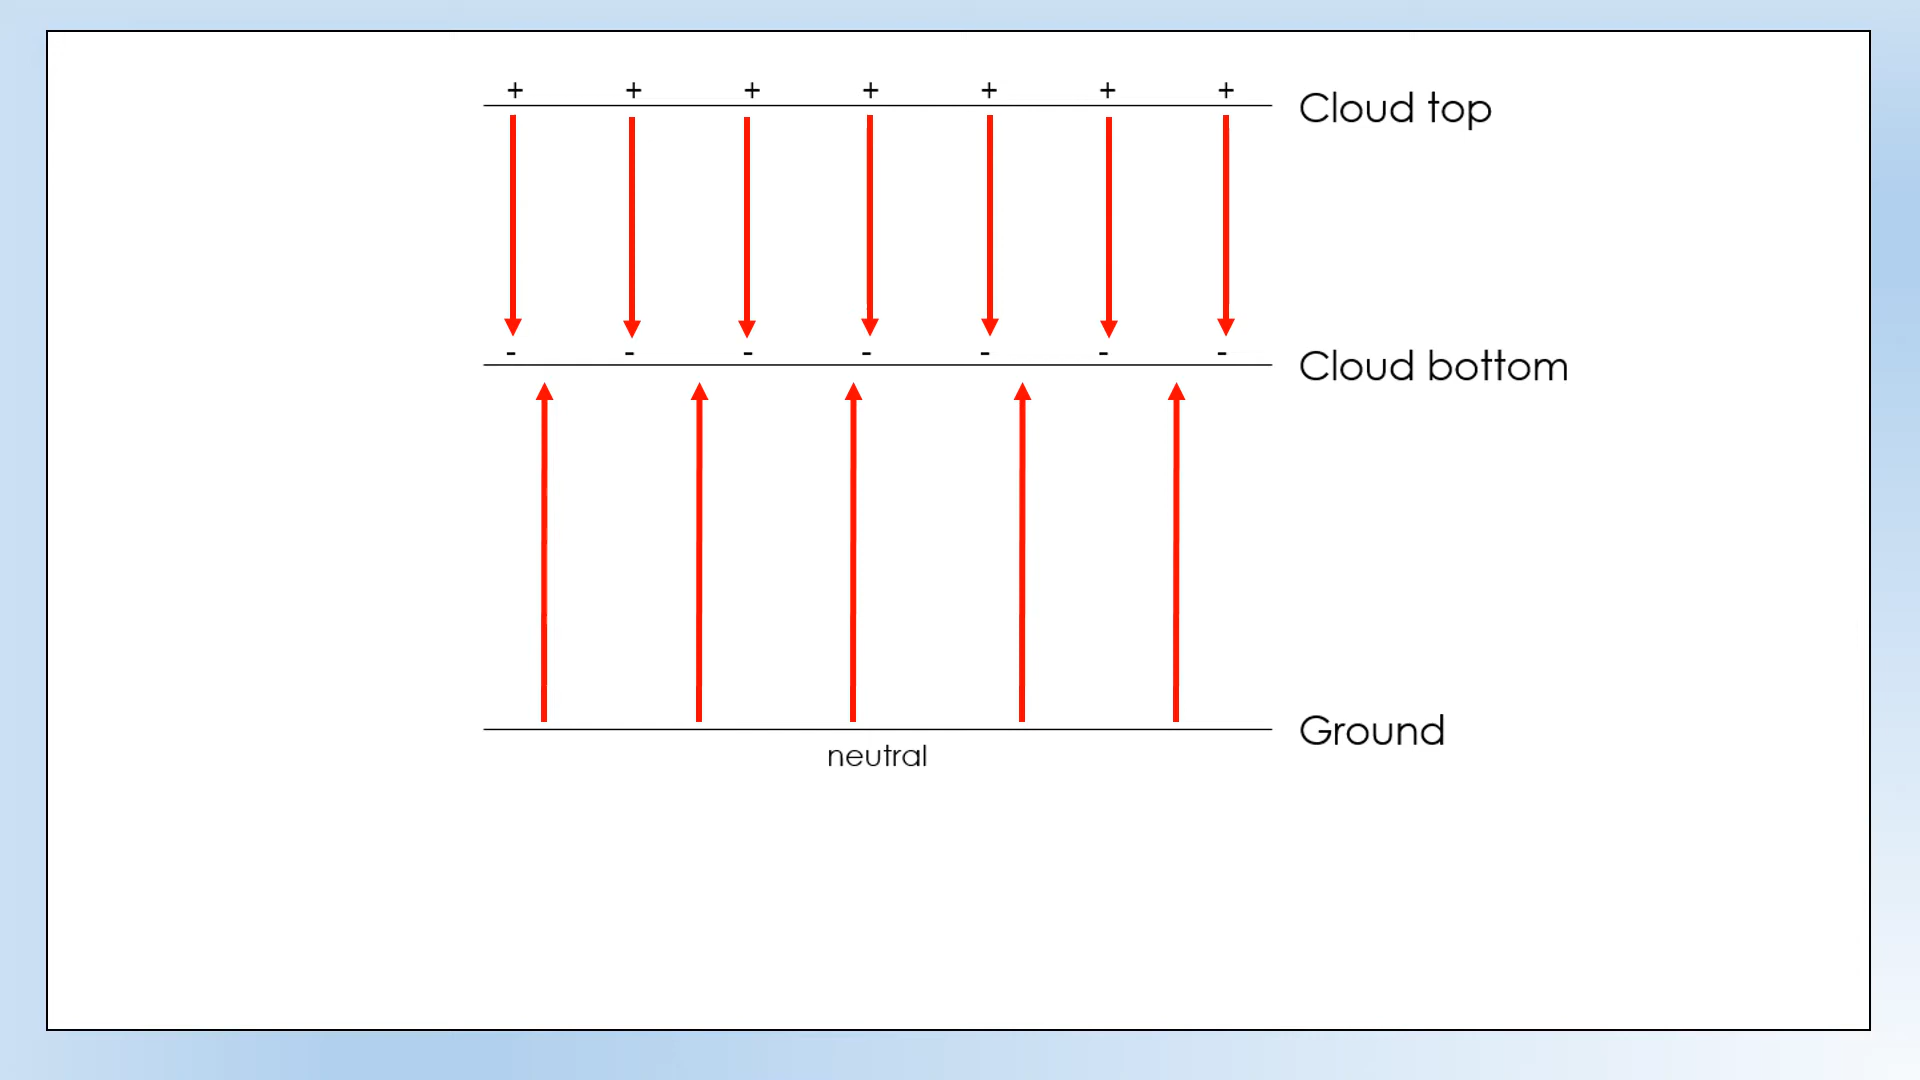 + + + + + + +
Cloud top
- - - - - - -
Cloud bottom
Ground
neutral